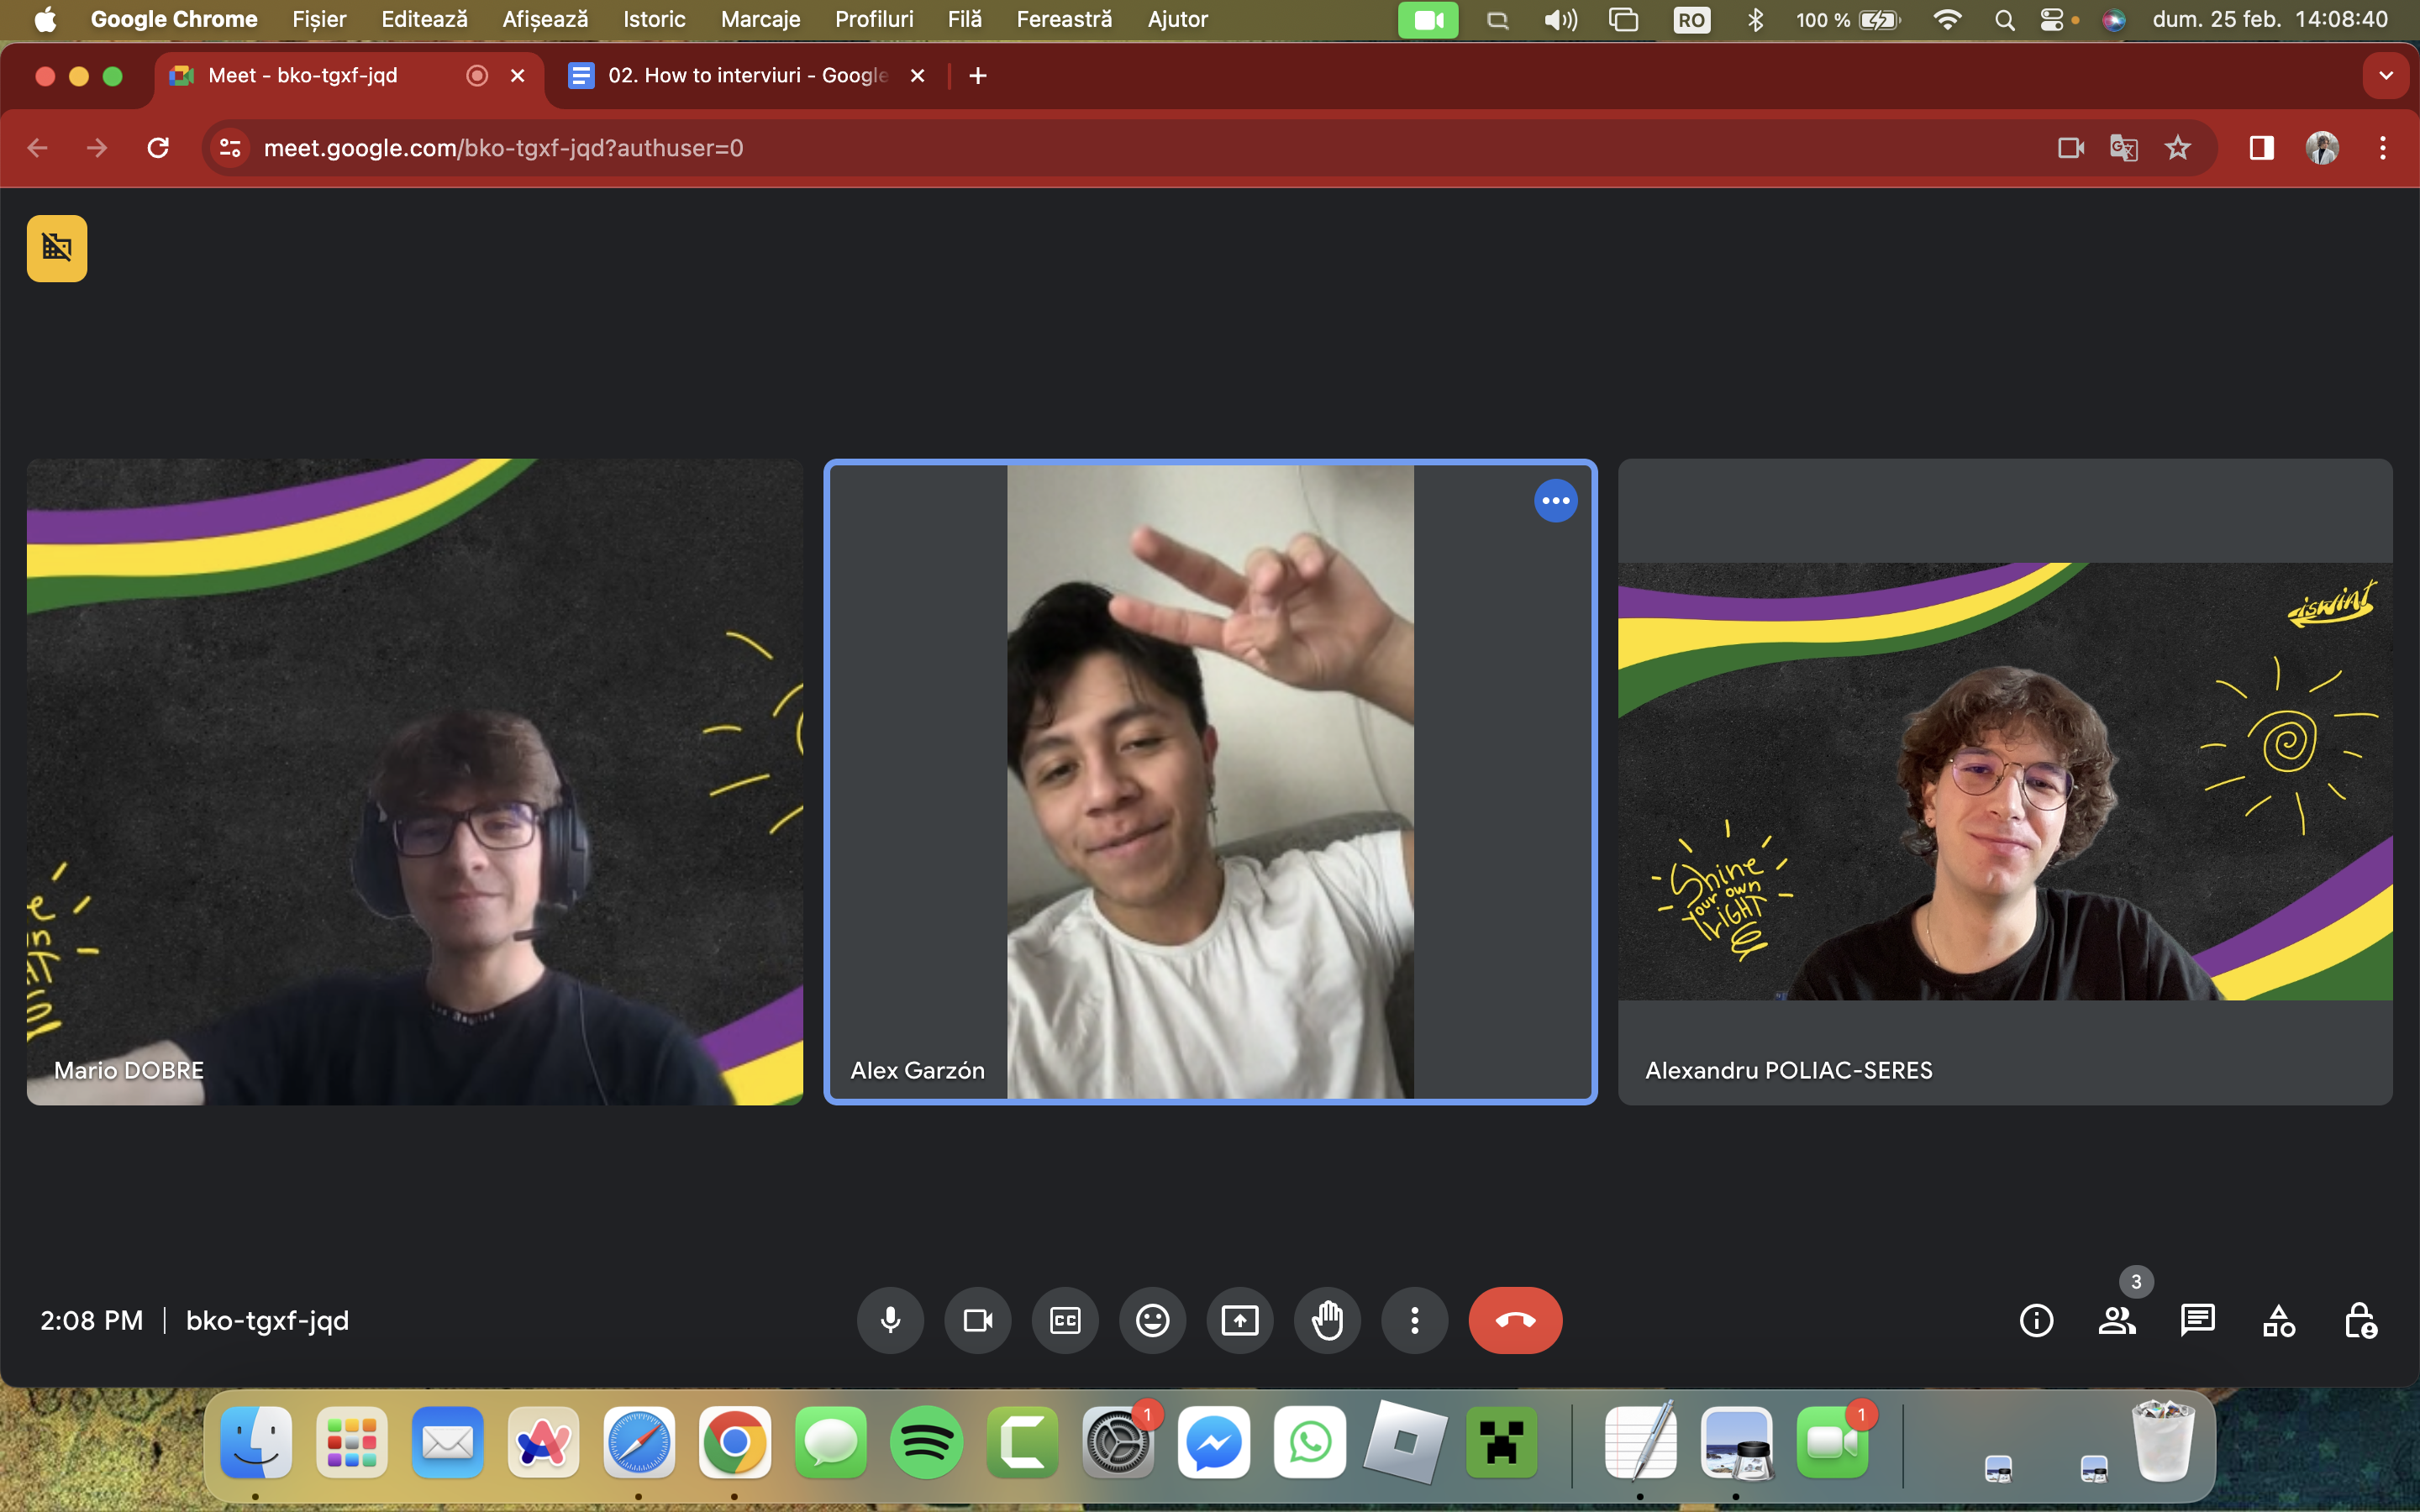 Google Chrome Fișier Editează Afișează Istoric Marcaje Profiluri Filă Fereastră Ajutor RO 100 % dum. 25 feb. 14:08:40
Meet - bko-tgxf-jqd 02. How to interviuri - Google
meet.google.com/bko-tgxf-jqd?authuser=0
iSWinT
Shine
your own
LIGHT
Mario DOBRE
Alex Garzón
Alexandru POLIAC-SERES
3
2:08 PM bko-tgxf-jqd
CC
1
1